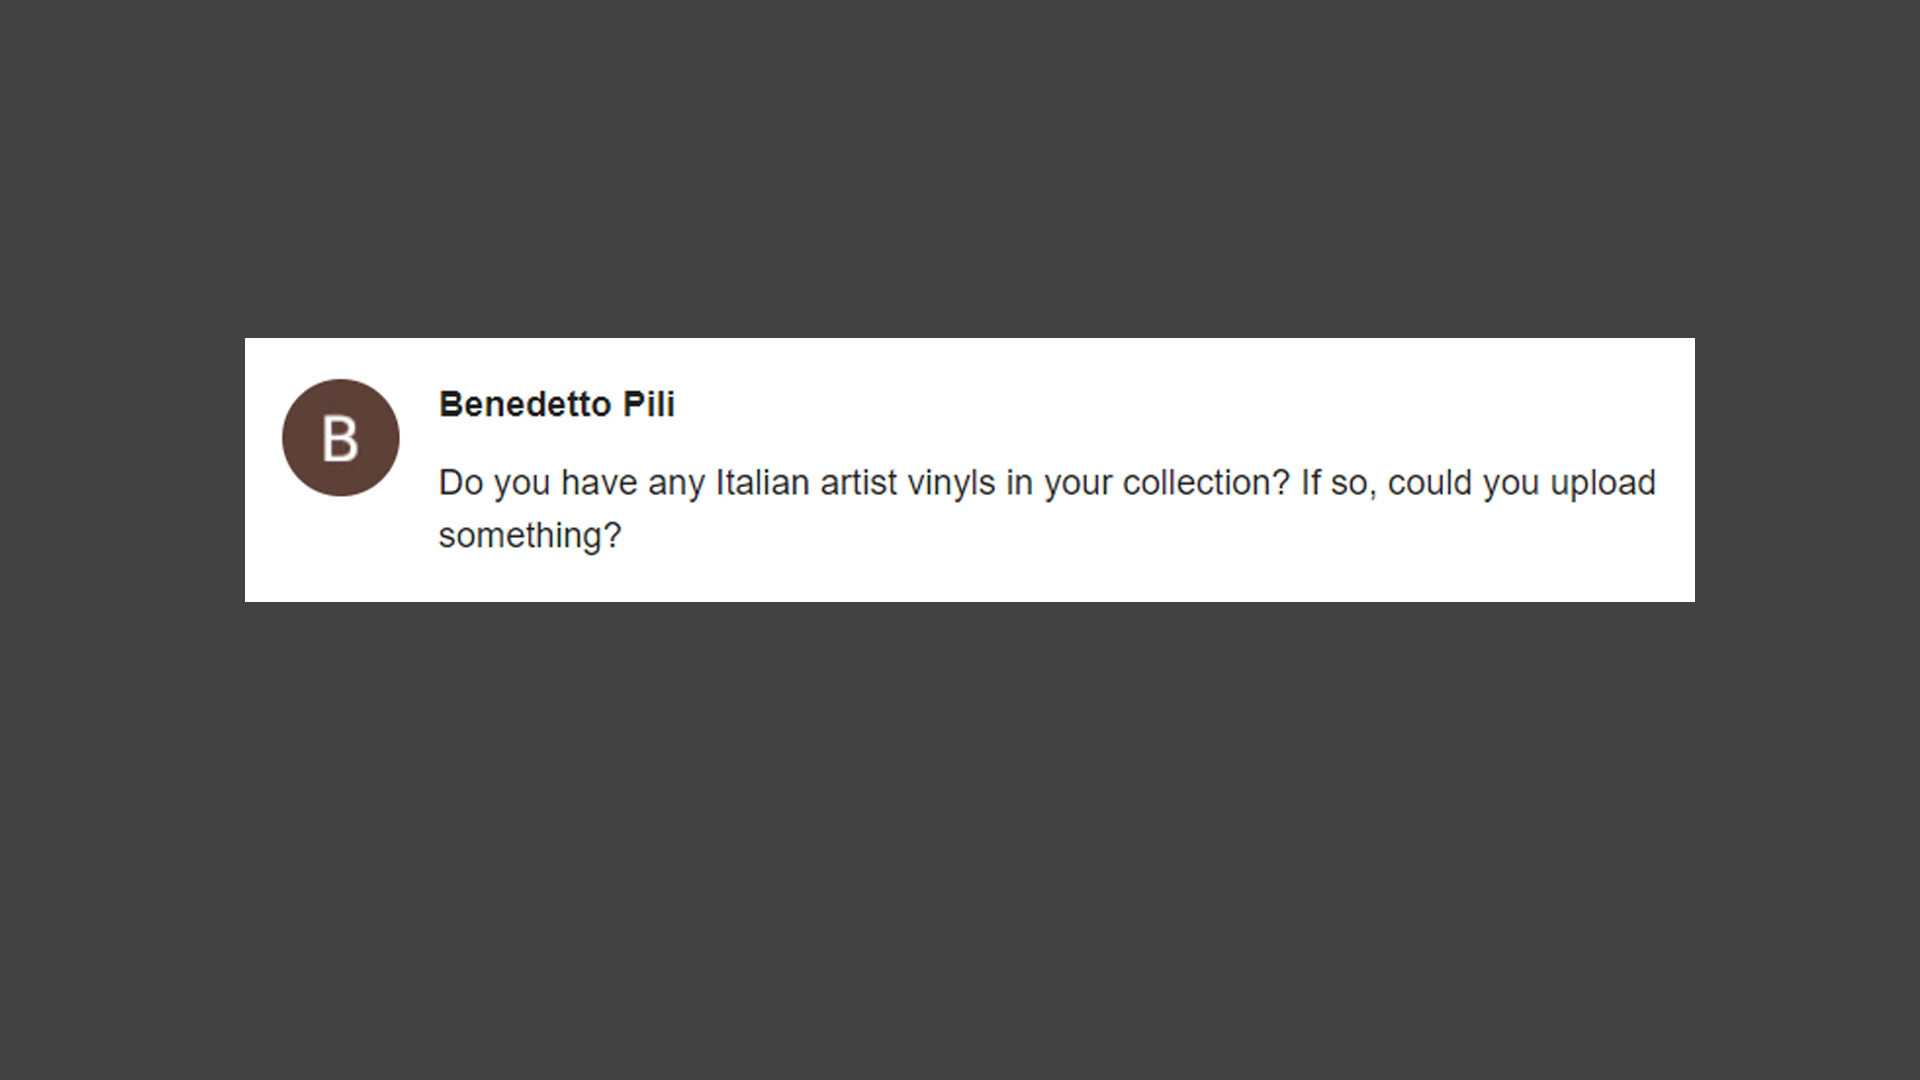 B
Benedetto Pili
Do you have any Italian artist vinyls in your collection? If so, could you upload
something?